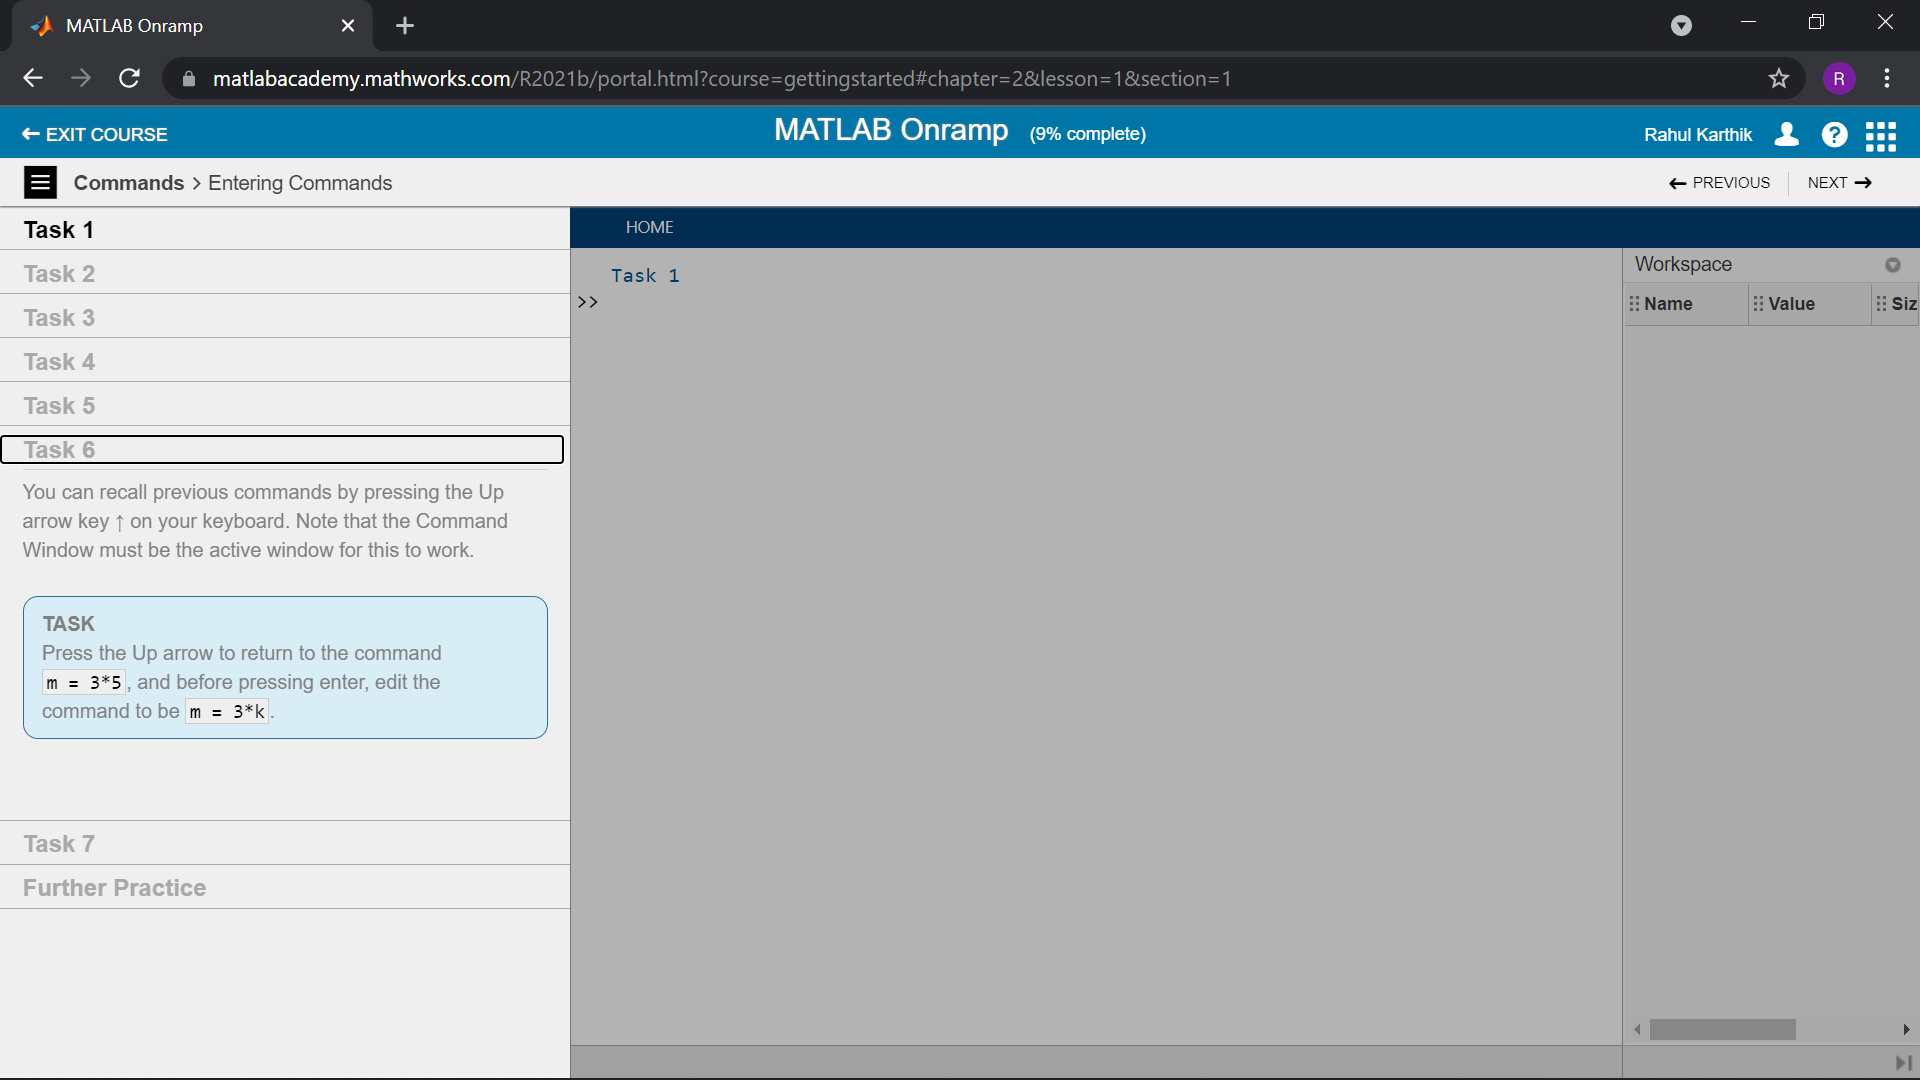 MATLAB Onramp
matlabacademy.mathworks.com/R2021b/portal.html?course=gettingstarted#chapter=2&lesson=1&section=1
R
← EXIT COURSE
MATLAB Onramp (9% complete)
Rahul Karthik
?
Commands > Entering Commands
← PREVIOUS
NEXT →
Task 1
Task 2
Task 3
Task 4
Task 5
Task 6
You can recall previous commands by pressing the Up
arrow key ↑ on your keyboard. Note that the Command
Window must be the active window for this to work.
TASK
Press the Up arrow to return to the command
m = 3*5, and before pressing enter, edit the
command to be m = 3*k.
Task 7
Further Practice
HOME
Task 1
>>
Workspace
Name Value Siz